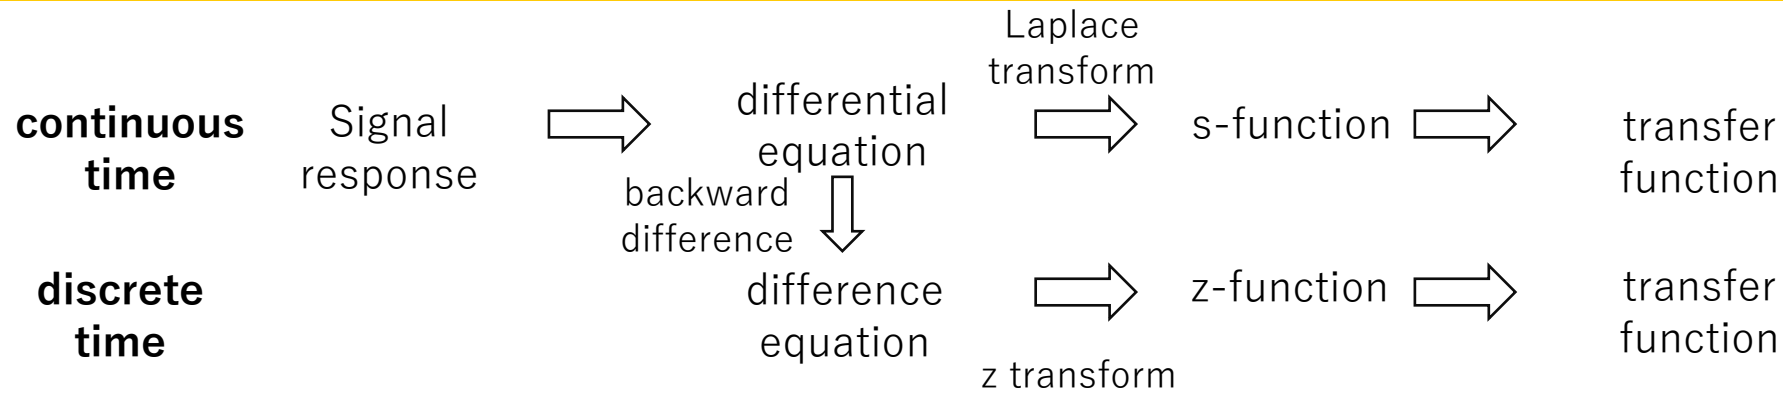 Laplace
transform
continuous
time
Signal
response
differential
equation
s-function
transfer
function
backward
difference
discrete
time
difference
equation
z-function
transfer
function
z transform